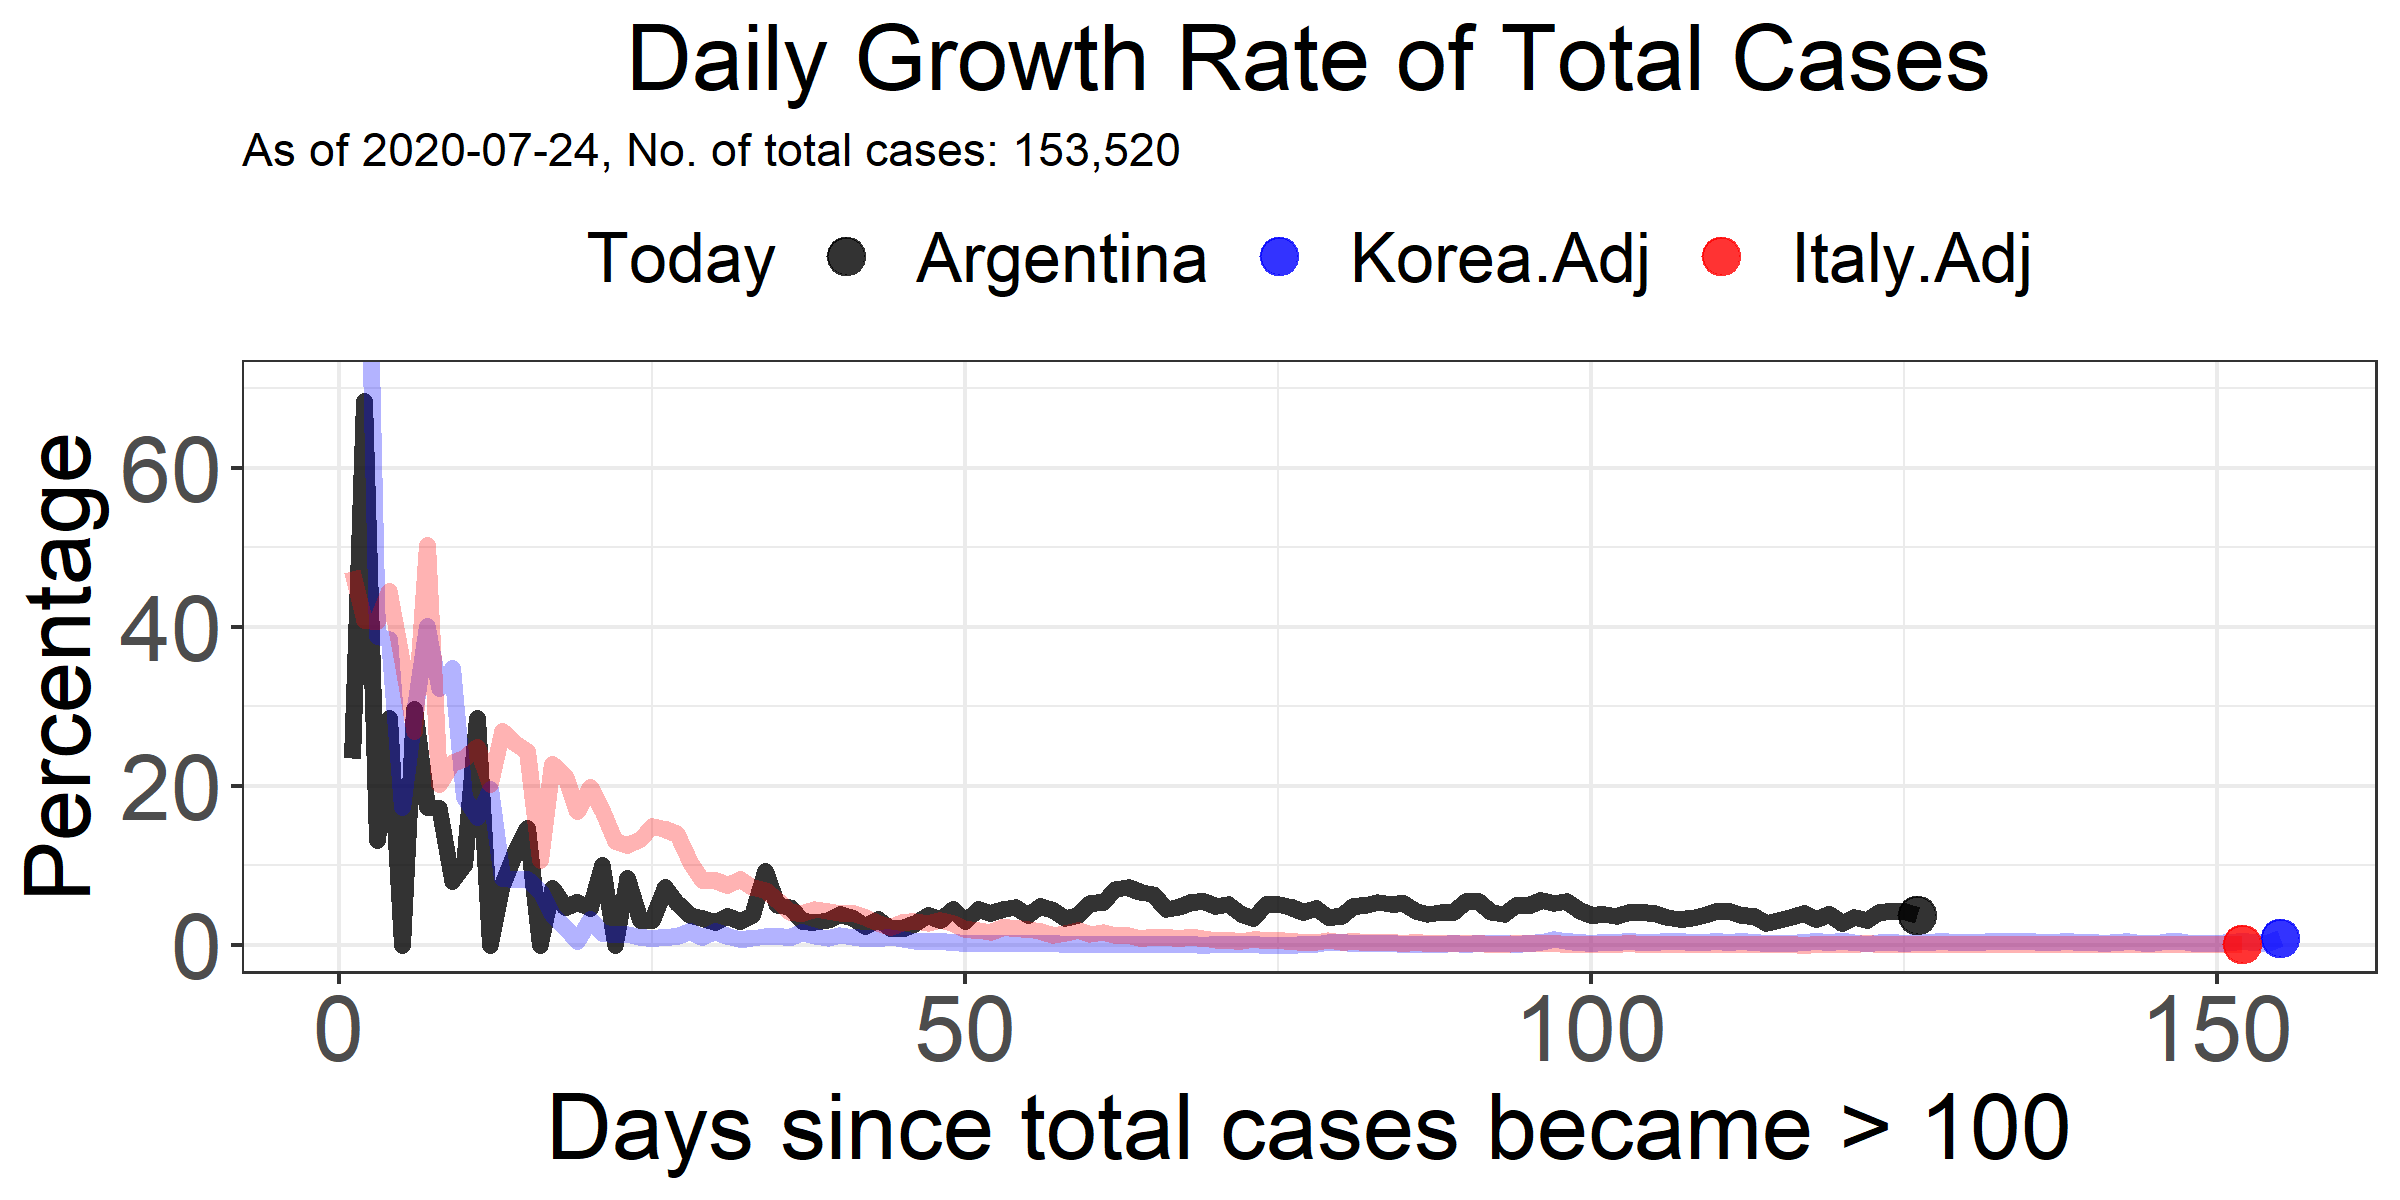 Daily Growth Rate of Total Cases
As of 2020-07-24, No. of total cases: 153,520
Today Argentina Korea.Adj Italy.Adj
Percentage
60
40
20
0
0 50 100 150
Days since total cases became > 100